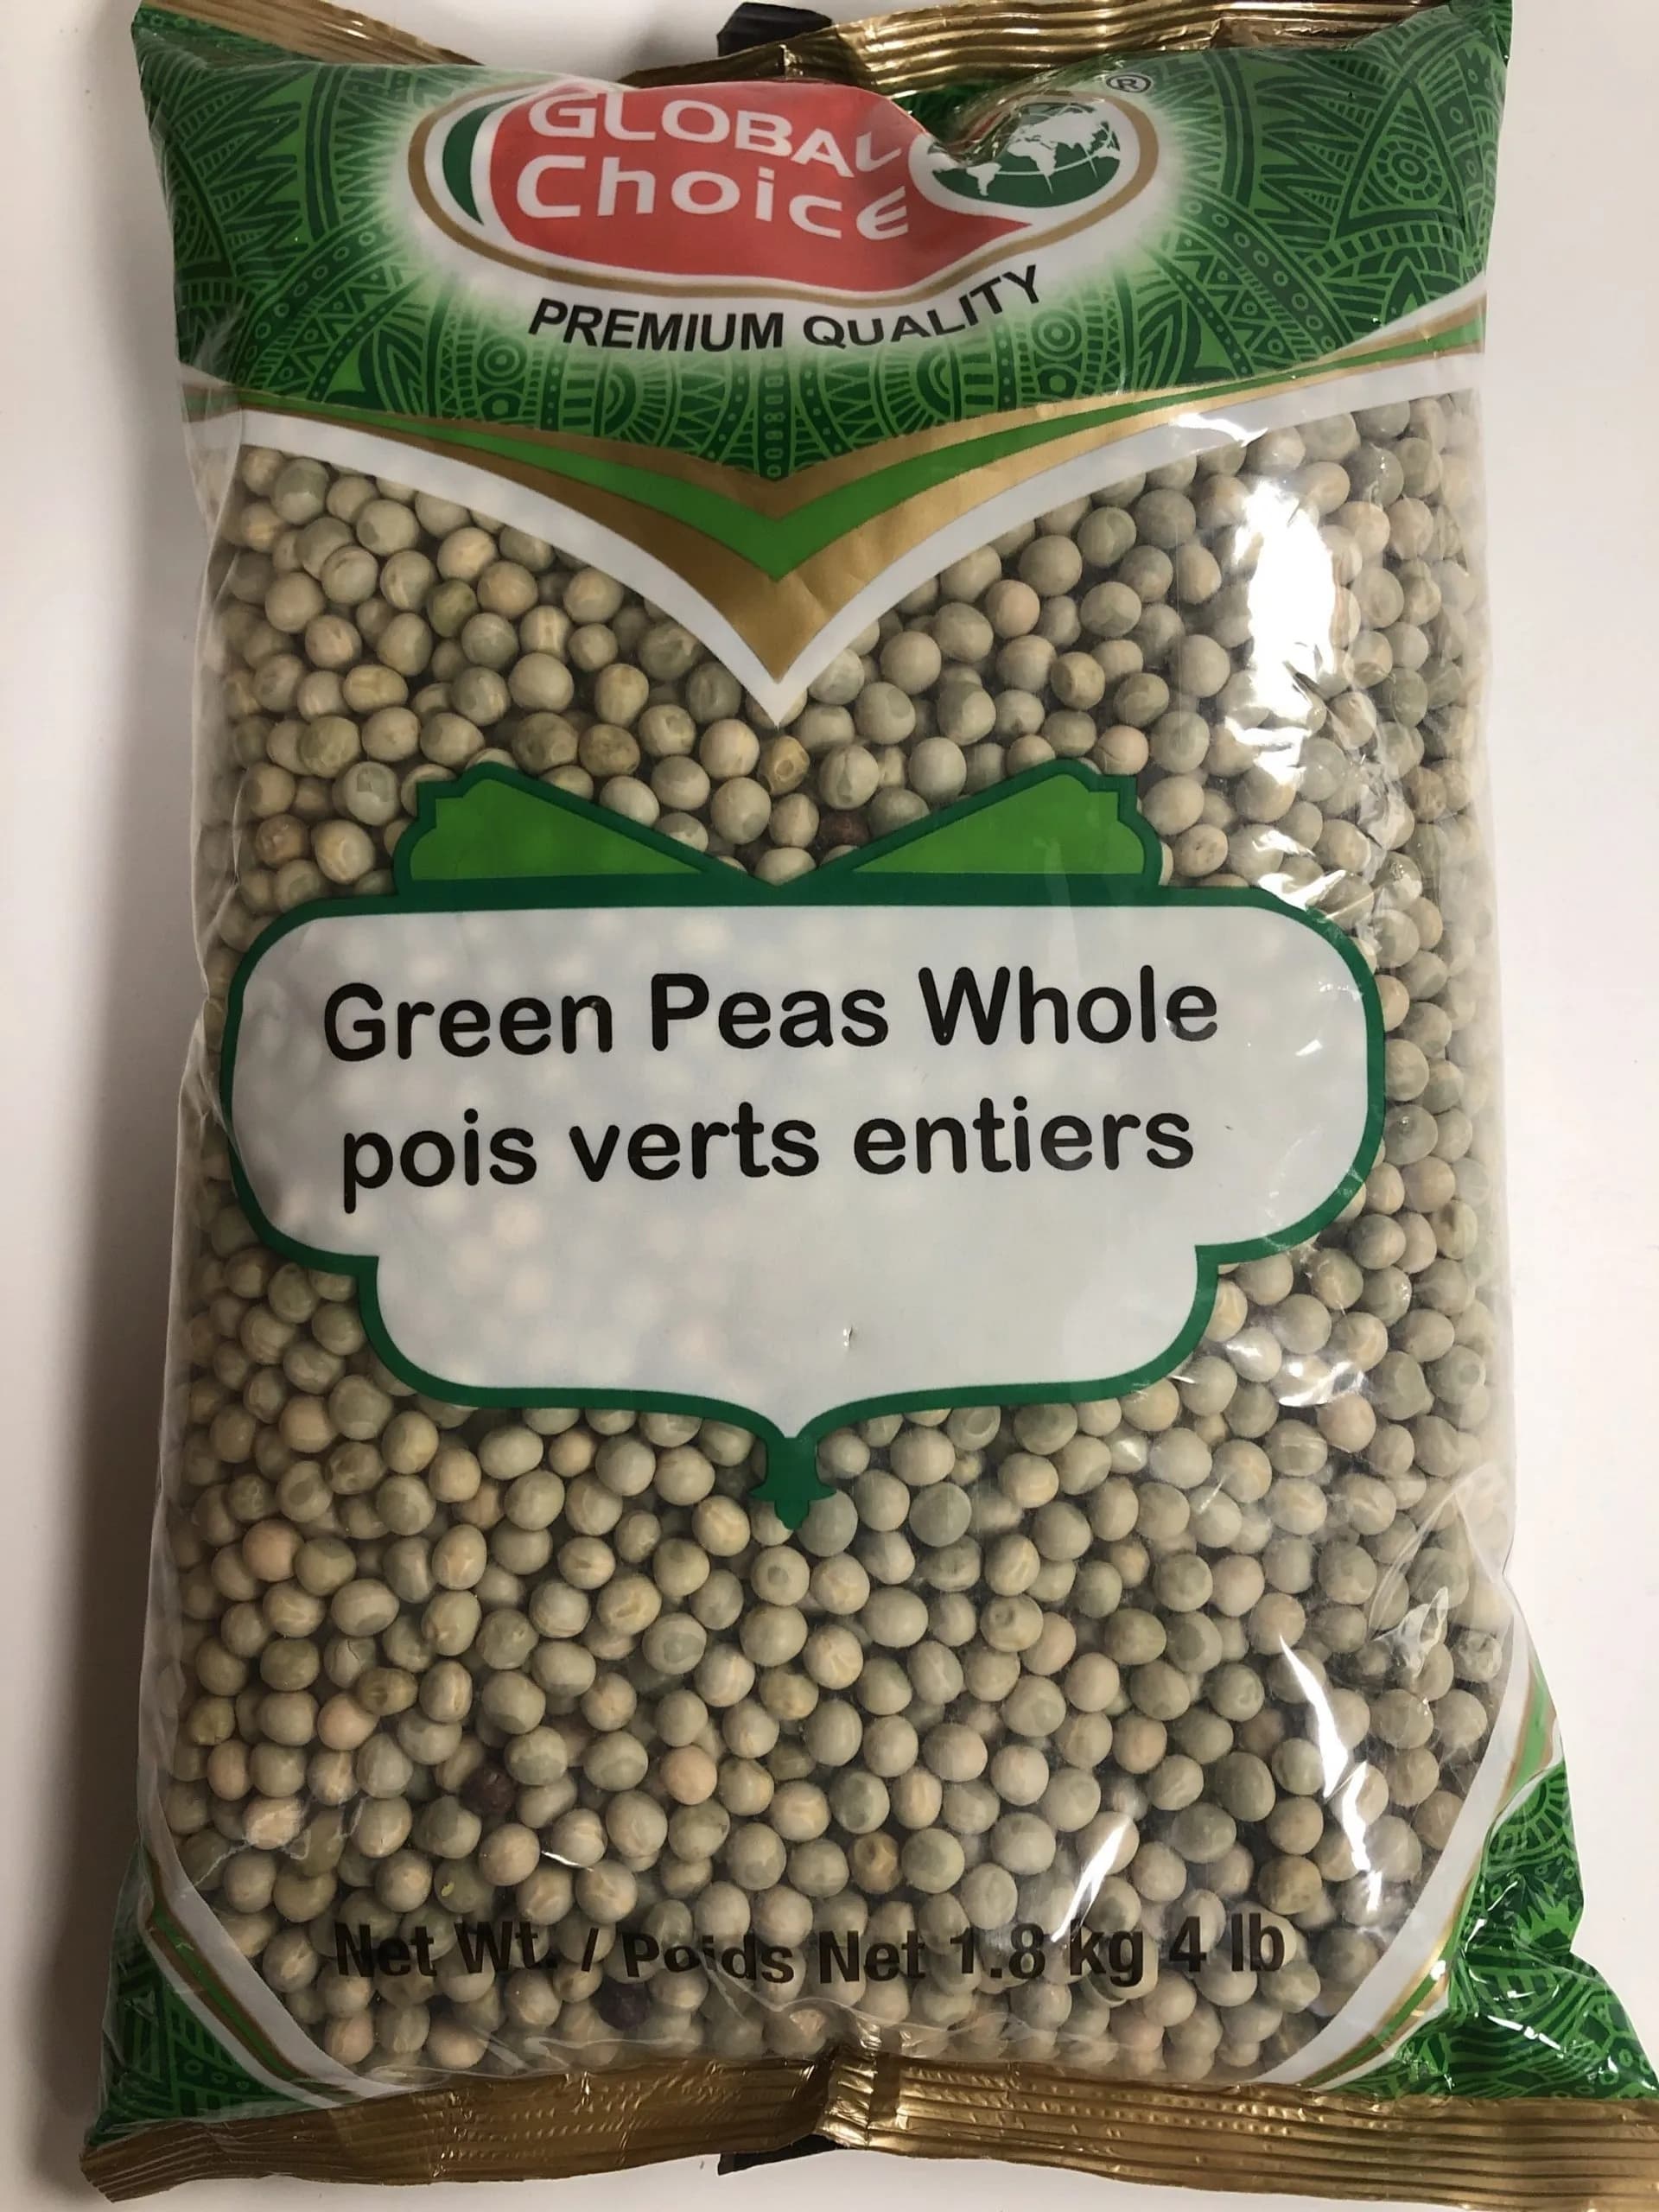 GLOBAL
Choice
®
PREMIUM QUALITY
Green Peas Whole
pois verts entiers
Net Wt. / Poids Net 1.8 kg 4 lb